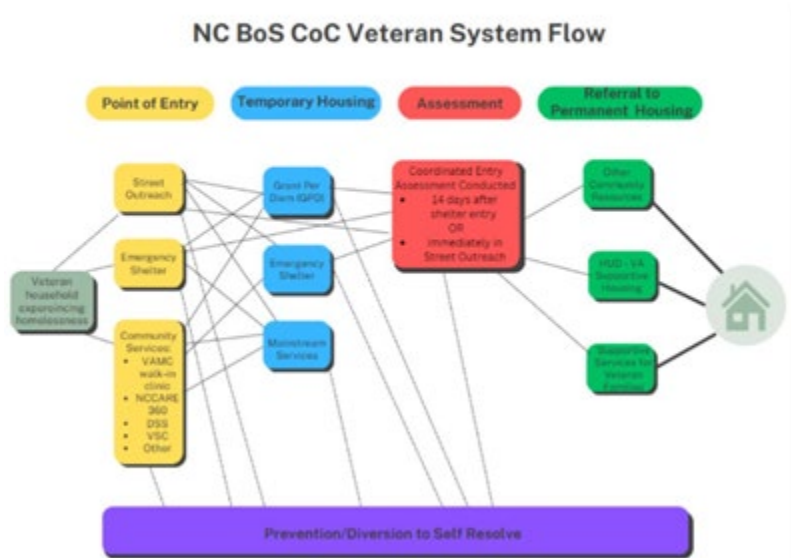 NC BoS CoC Veteran System Flow
Point of Entry
Temporary Housing
Assessment
Referral to
Permanent Housing
Veteran
household
expereincing
homelessness
Street
Outreach
Emergency
Shelter
Community
Services:
• VAMC
walk-in
clinic
• NCCARE
360
• DSS
• VSC
• Other
Grant Per
Diem (GPD)
Emergency
Shelter
Mainstream
Services
Coordinated Entry
Assessment Conducted
• 14 days after
shelter entry
OR
• immediately in
Street Outreach
Other
Community
Resources
HUD - VA
Supportive
Housing
Supportive
Services for
Veteran
Families
Prevention/Diversion to Self Resolve